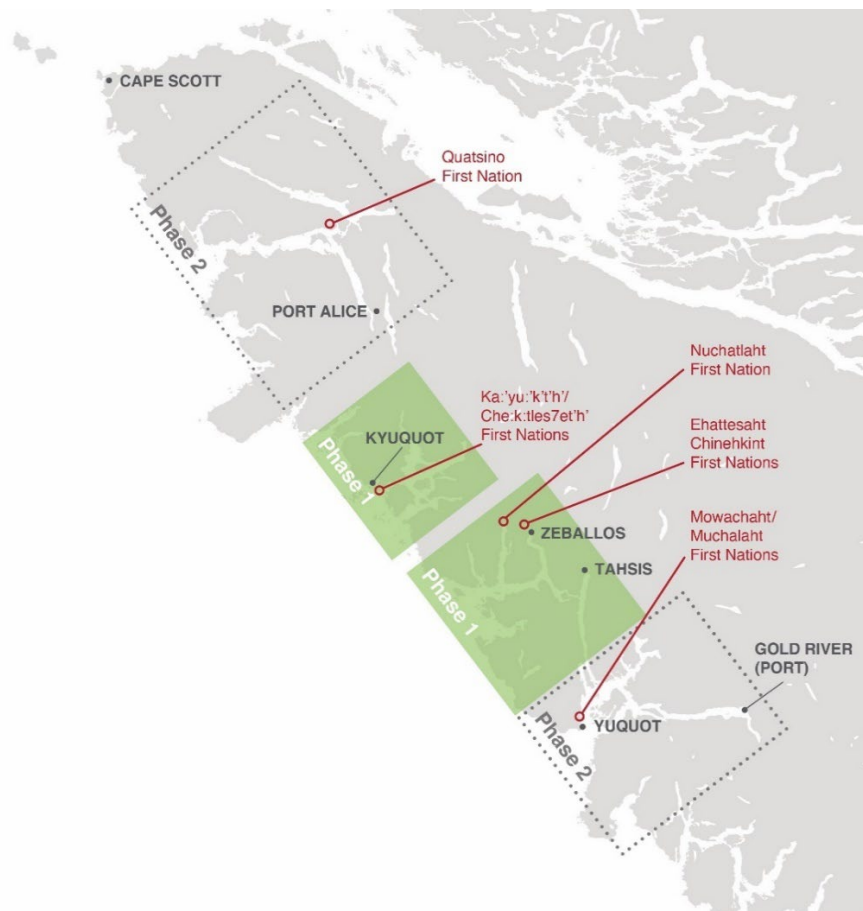 CAPE SCOTT
Quatsino
First Nation
Phase 2
PORT ALICE
Nuchatlaht
First Nation
Ka:'yu:'k't'h'/
Che:k:tles7et'h'
First Nations
Ehattesaht
Chinehkint
First Nations
KYUQUOT
Phase 1
Mowachaht/
Muchalaht
First Nations
ZEBALLOS
TAHSIS
Phase 1
GOLD RIVER
(PORT)
YUQUOT
Phase 2